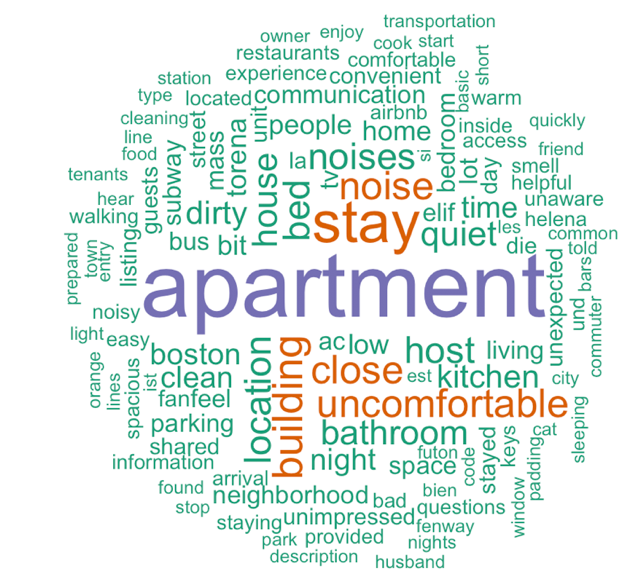 transportation
owner enjoy
cook start
restaurants
comfortable
short
station experience convenient
basic
type located communication warm
cleaning street unit people airbnb home bedroom inside quickly
line mass torena access friend
food subway house la noises si lot day smell
tenants guests bed tv noise helpful
hear dirty stay elif time unaware
walking quiet les helena
listing bus bit die common
prepared town entry told
apartment unexpected und bars
noisy commuter
light easy boston location building ac low host living
orange lines spacious ist clean close est kitchen city
fanfeel uncomfortable
parking bathroom sleeping
shared night futon stayed keys cat
information space code padding
arrival bien
found neighborhood bad questions window
stop staying unimpressed fenway
park provided nights
description husband